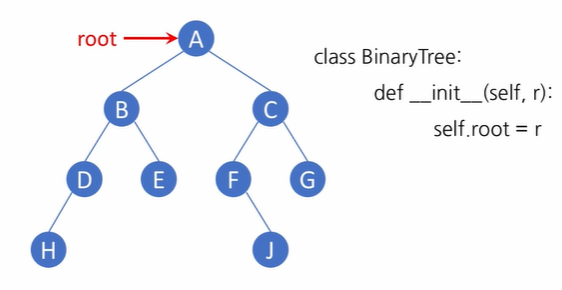 root
A
class BinaryTree:
def __init__(self, r):
self.root = r
B
C
D
E
F
G
H
J